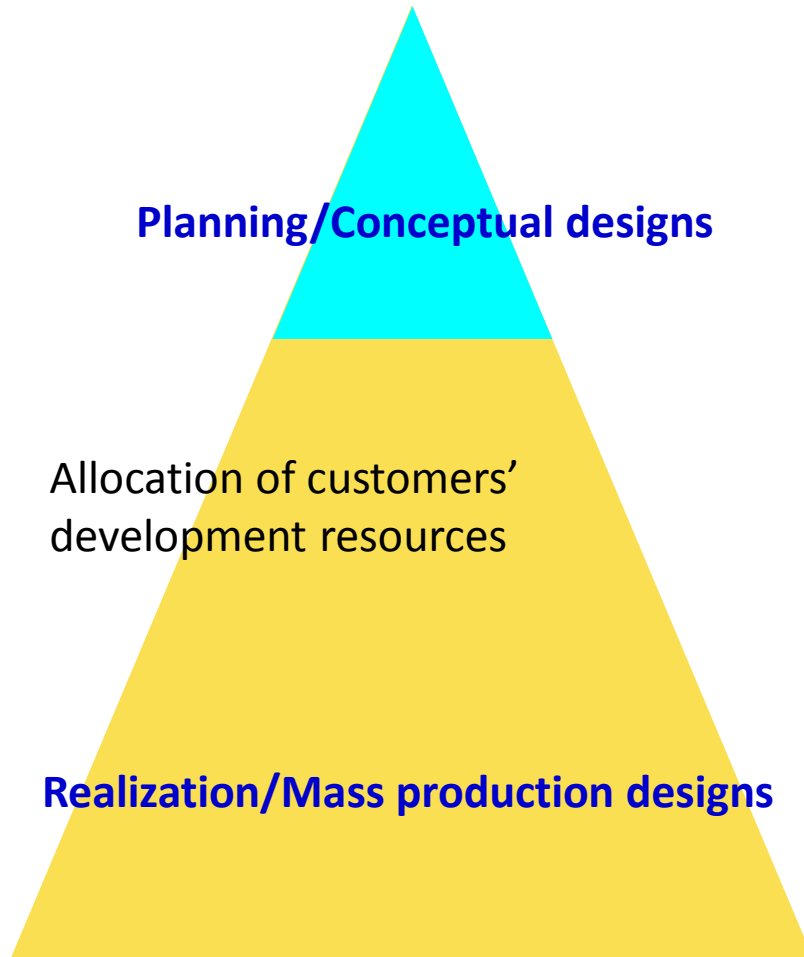 Planning/Conceptual designs
Allocation of customers’
development resources
Realization/Mass production designs